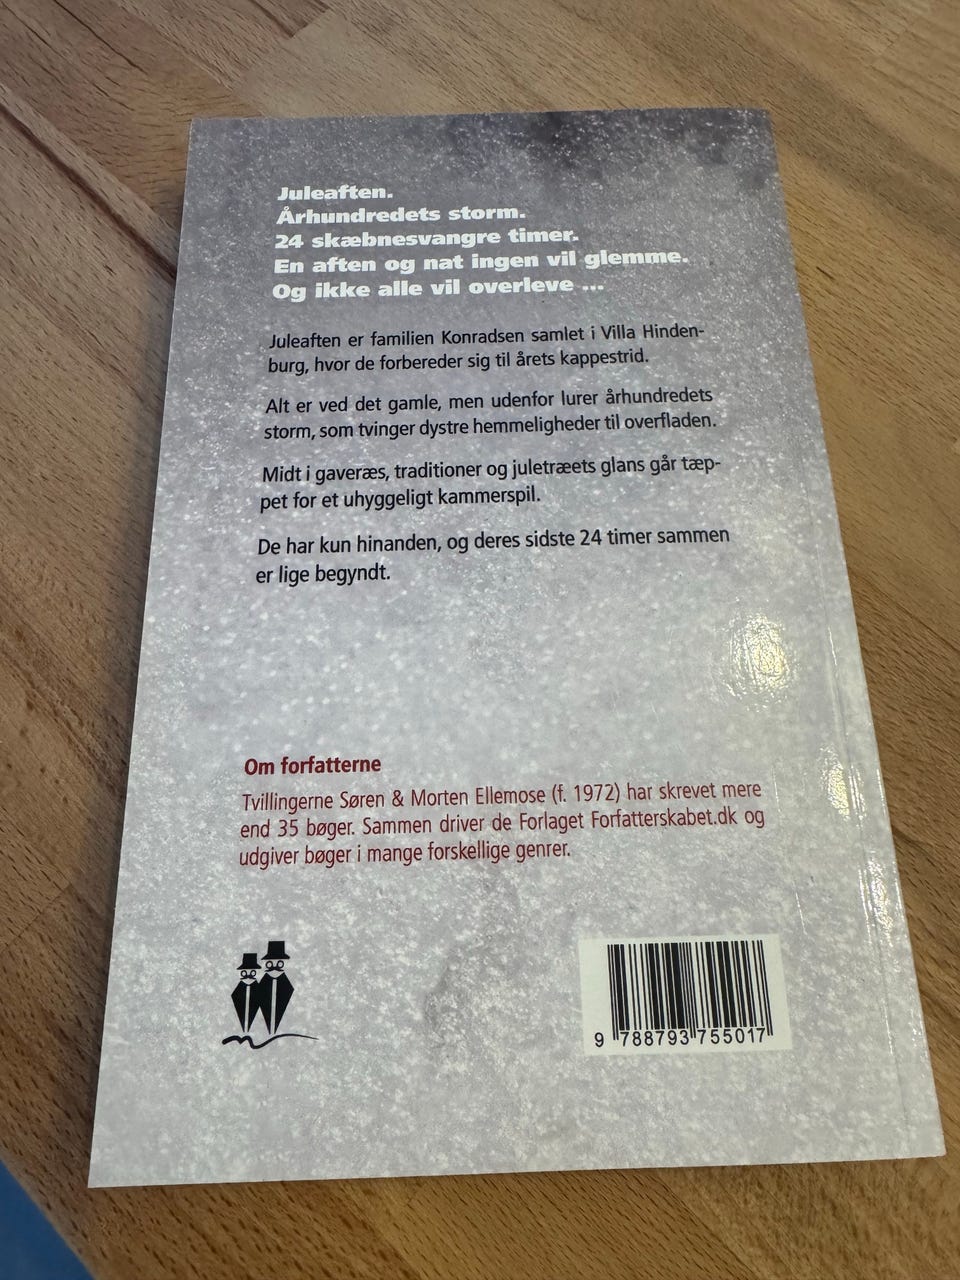 Juleaften.
Århundredets storm.
24 skæbnesvangre timer.
En aften og nat ingen vil glemme.
Og ikke alle vil overleve ...
Juleaften er familien Konradsen samlet i Villa Hinden-
burg, hvor de forbereder sig til årets kappestrid.
Alt er ved det gamle, men udenfor lurer århundredets
storm, som tvinger dystre hemmeligheder til overfladen.
Midt i gaveræs, traditioner og juletræets glans går tæp-
pet for et uhyggeligt kammerspil.
De har kun hinanden, og deres sidste 24 timer sammen
er lige begyndt.
Om forfatterne
Tvillingerne Søren & Morten Ellemose (f. 1972) har skrevet mere
end 35 bøger. Sammen driver de Forlaget Forfatterskabet.dk og
udgiver bøger i mange forskellige genrer.
9 788793 755017